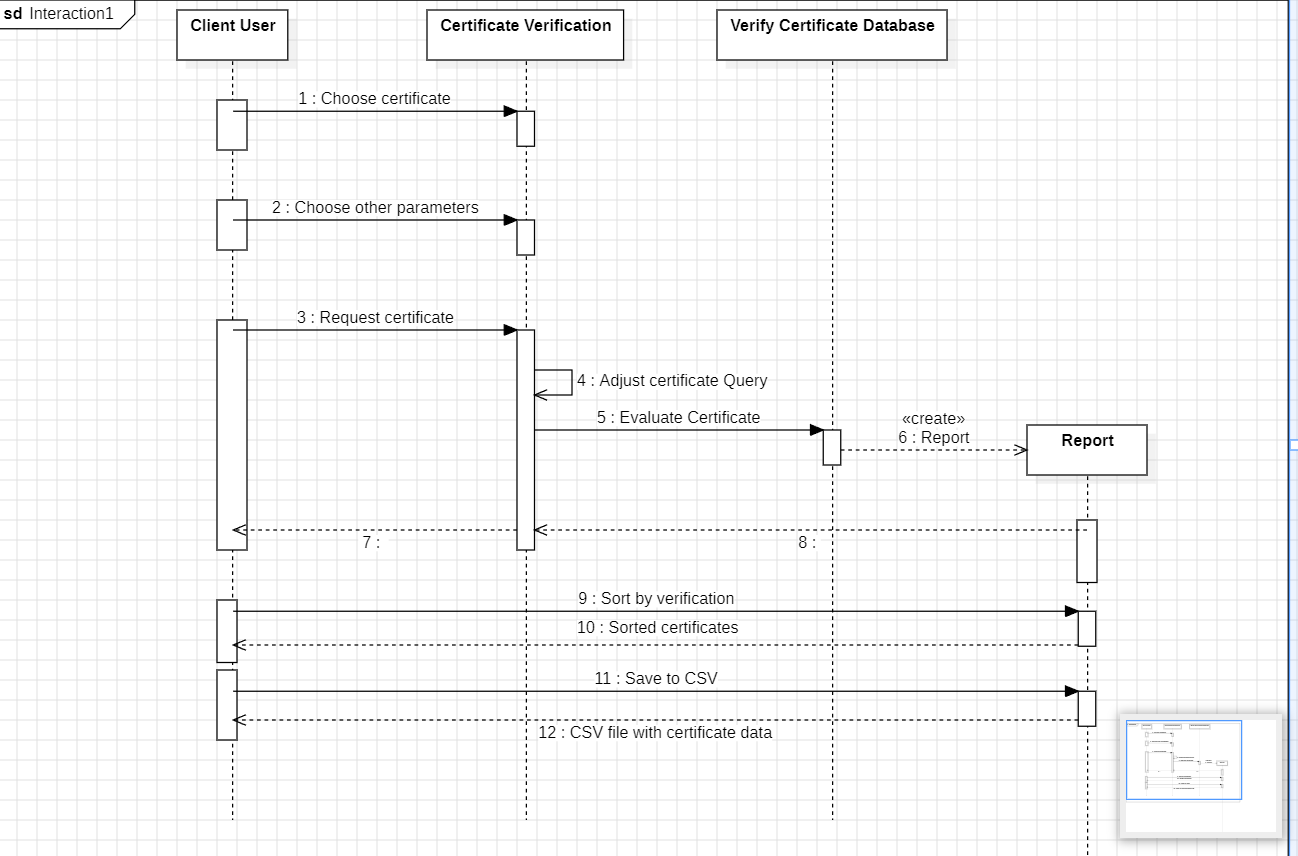 sd Interaction1
Client User
Certificate Verification
Verify Certificate Database
1 : Choose certificate
2 : Choose other parameters
3 : Request certificate
4 : Adjust certificate Query
5 : Evaluate Certificate
«create»
6 : Report
Report
7 :
8 :
9 : Sort by verification
10 : Sorted certificates
11 : Save to CSV
12 : CSV file with certificate data